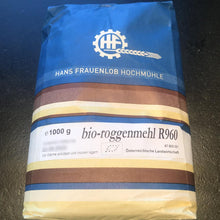 HF
HANS FRAUENLOB HOCHMÜHLE
℮ 1000 g
bio-roggenmehl R960
Österreichische Landwirtschaft